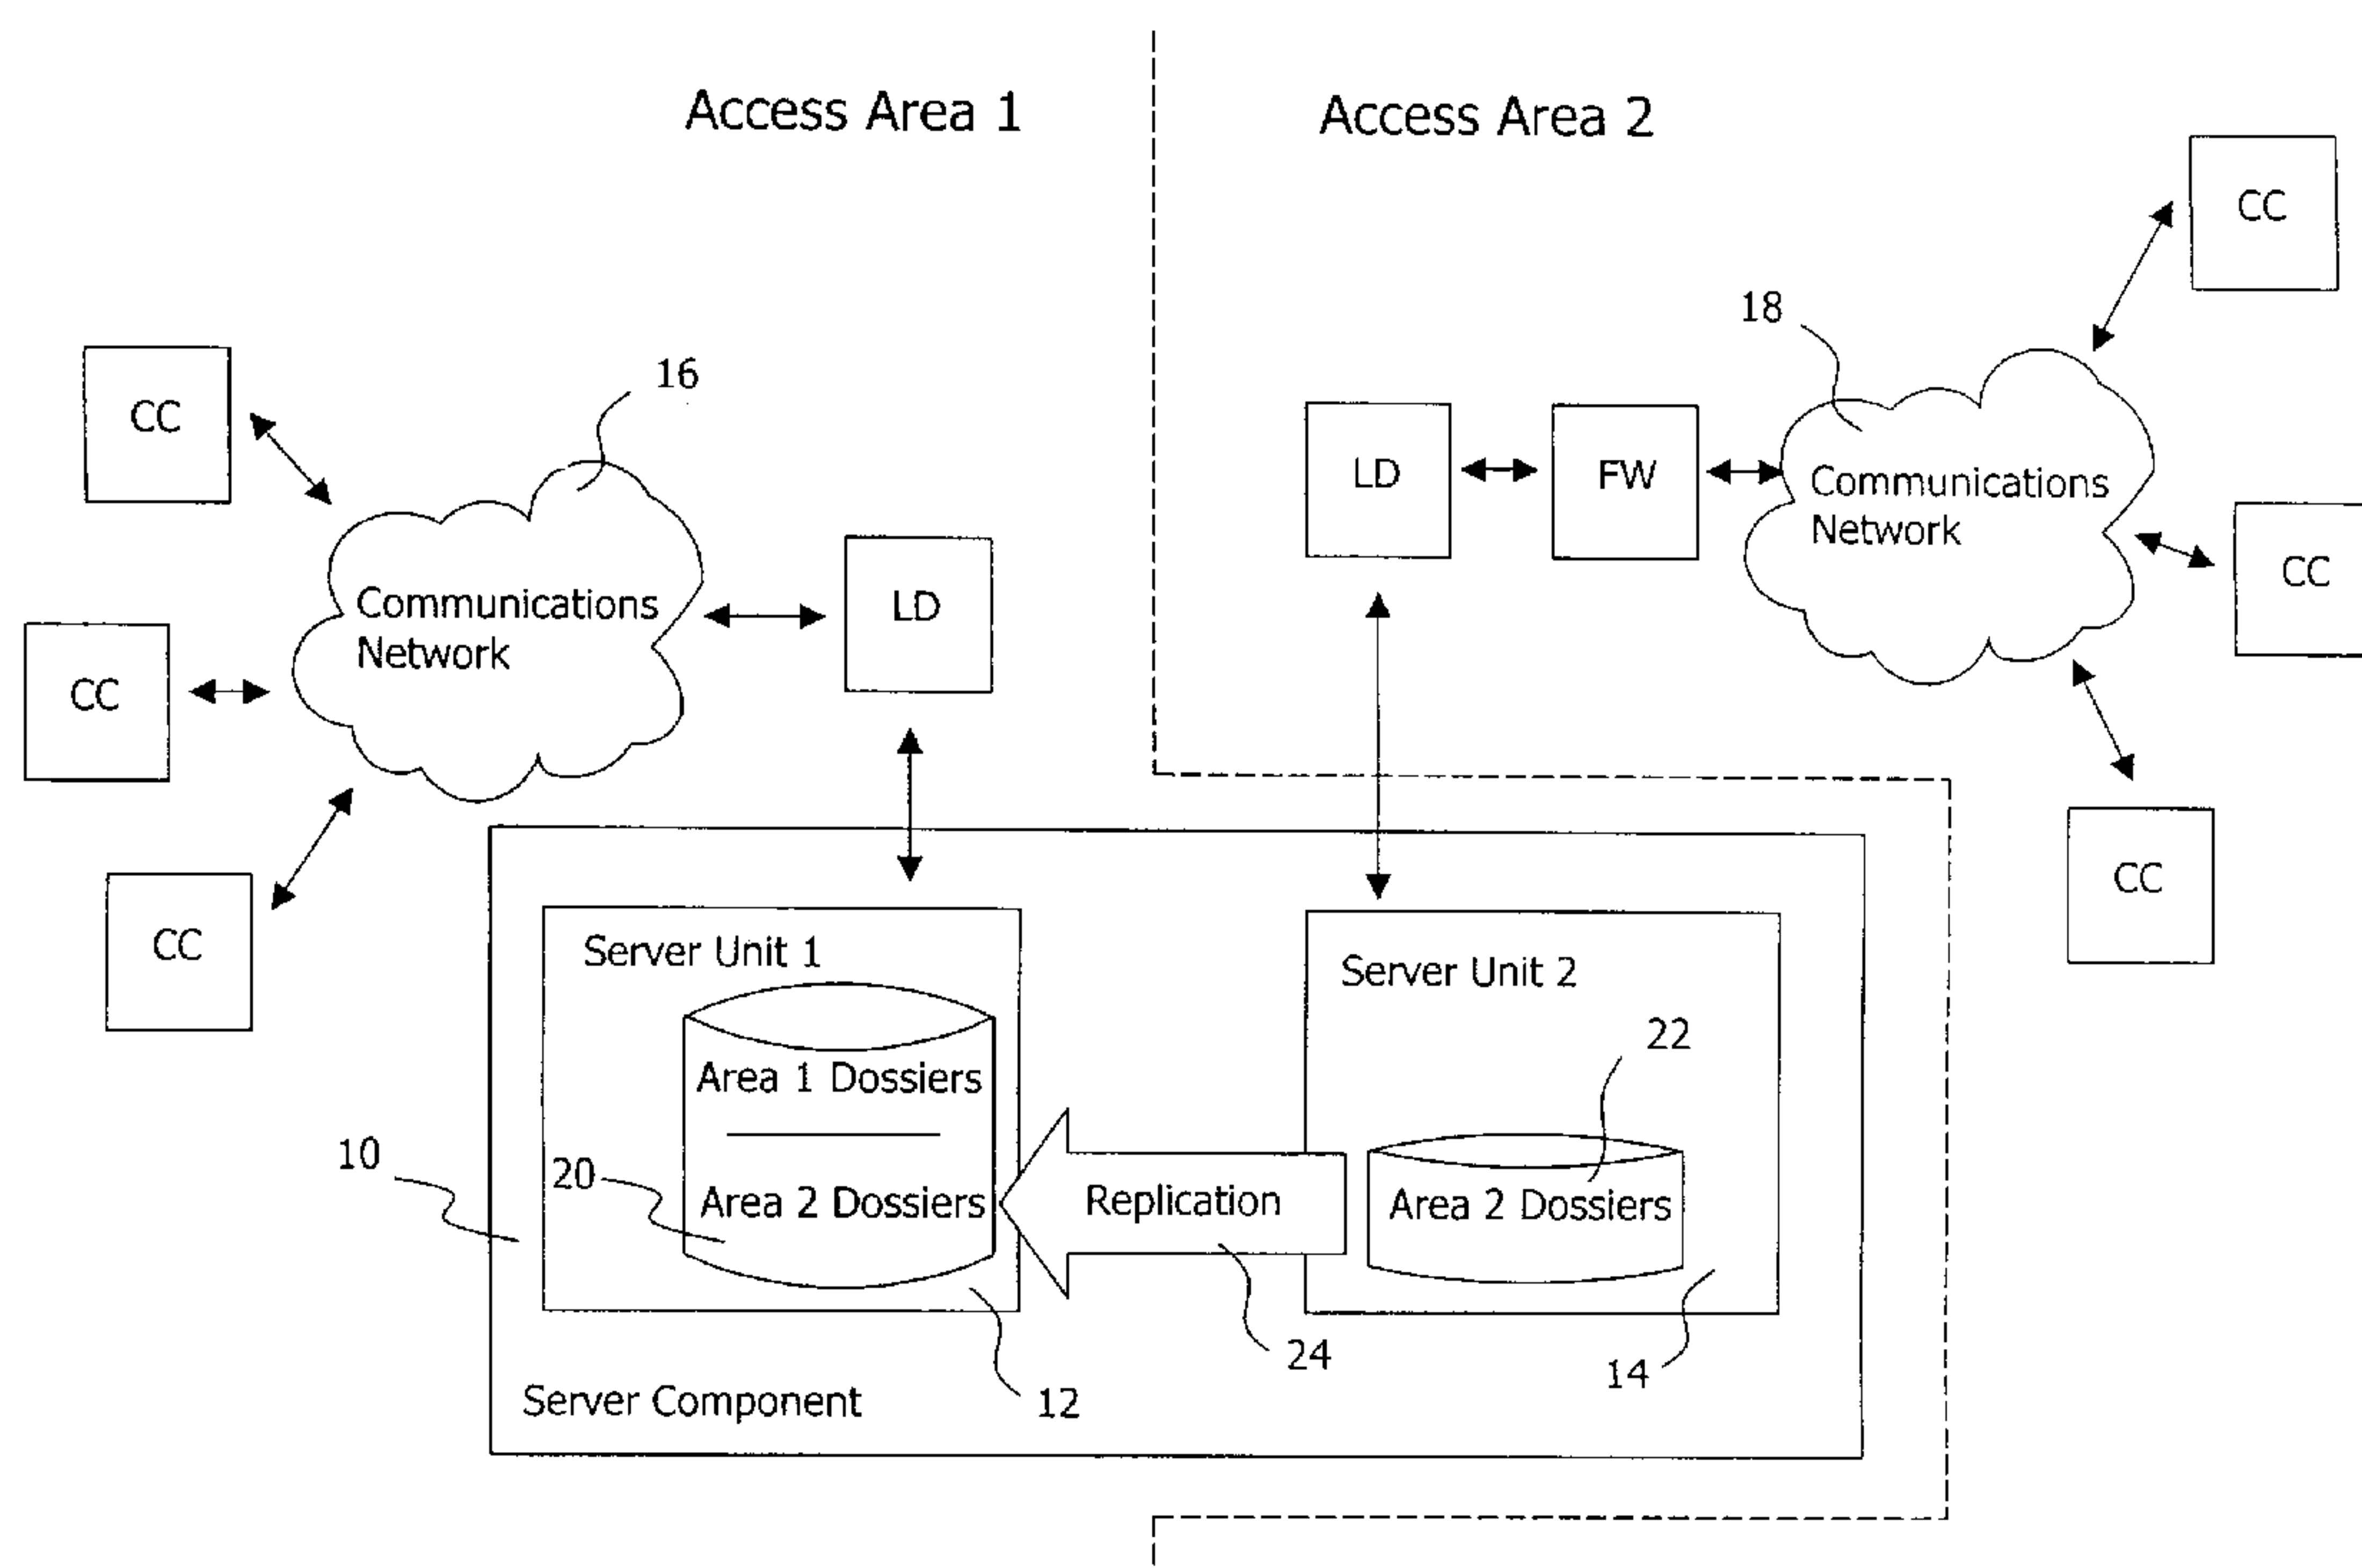 Access Area 1
Access Area 2
CC
18
16
CC
LD
FW
Communications
Network
CC
Communications
Network
LD
CC
CC
CC
CC
Server Unit 1
Server Unit 2
22
Area 1 Dossiers
10
20
Area 2 Dossiers
Replication
Area 2 Dossiers
24
14
Server Component
12